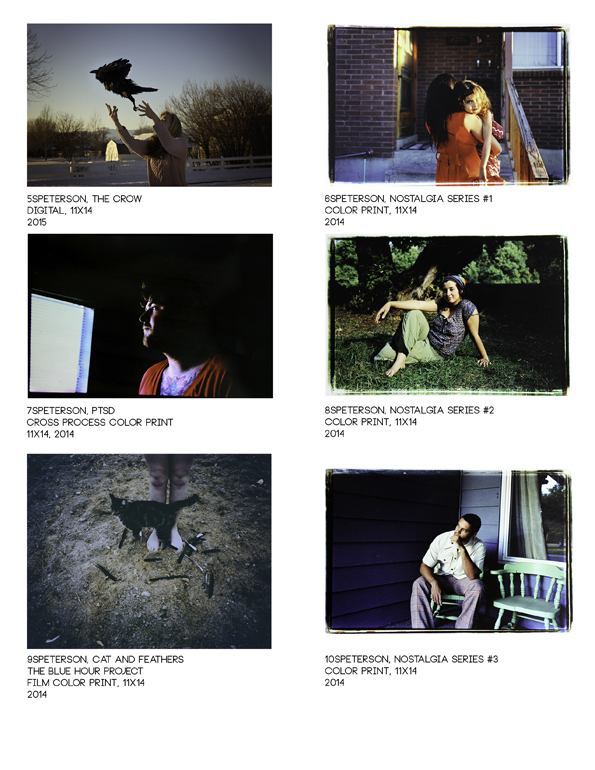 5SPETERSON, THE CROW
DIGITAL, 11X14
2015
6SPETERSON, NOSTALGIA SERIES #1
COLOR PRINT, 11X14
2014
7SPETERSON, PTSD
CROSS PROCESS COLOR PRINT
11X14, 2014
8SPETERSON, NOSTALGIA SERIES #2
COLOR PRINT, 11X14
2014
9SPETERSON, CAT AND FEATHERS
THE BLUE HOUR PROJECT
FILM COLOR PRINT, 11X14
2014
10SPETERSON, NOSTALGIA SERIES #3
COLOR PRINT, 11X14
2014